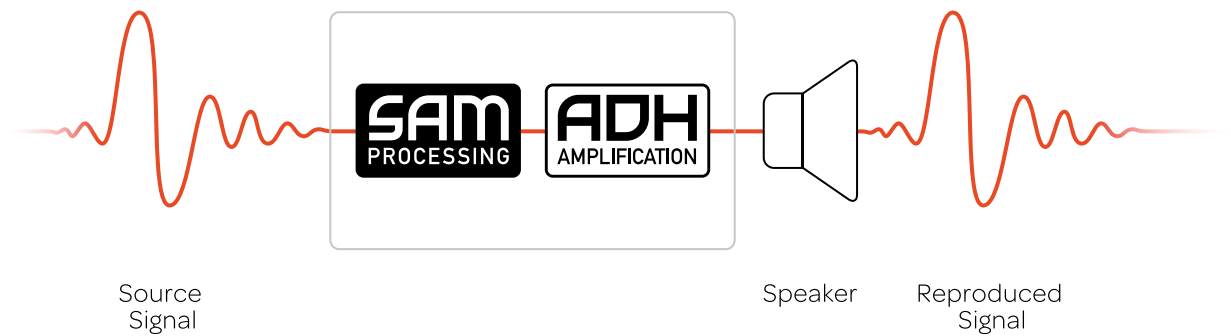 SAM
PROCESSING
ADH
AMPLIFICATION
Source
Signal
Speaker
Reproduced
Signal